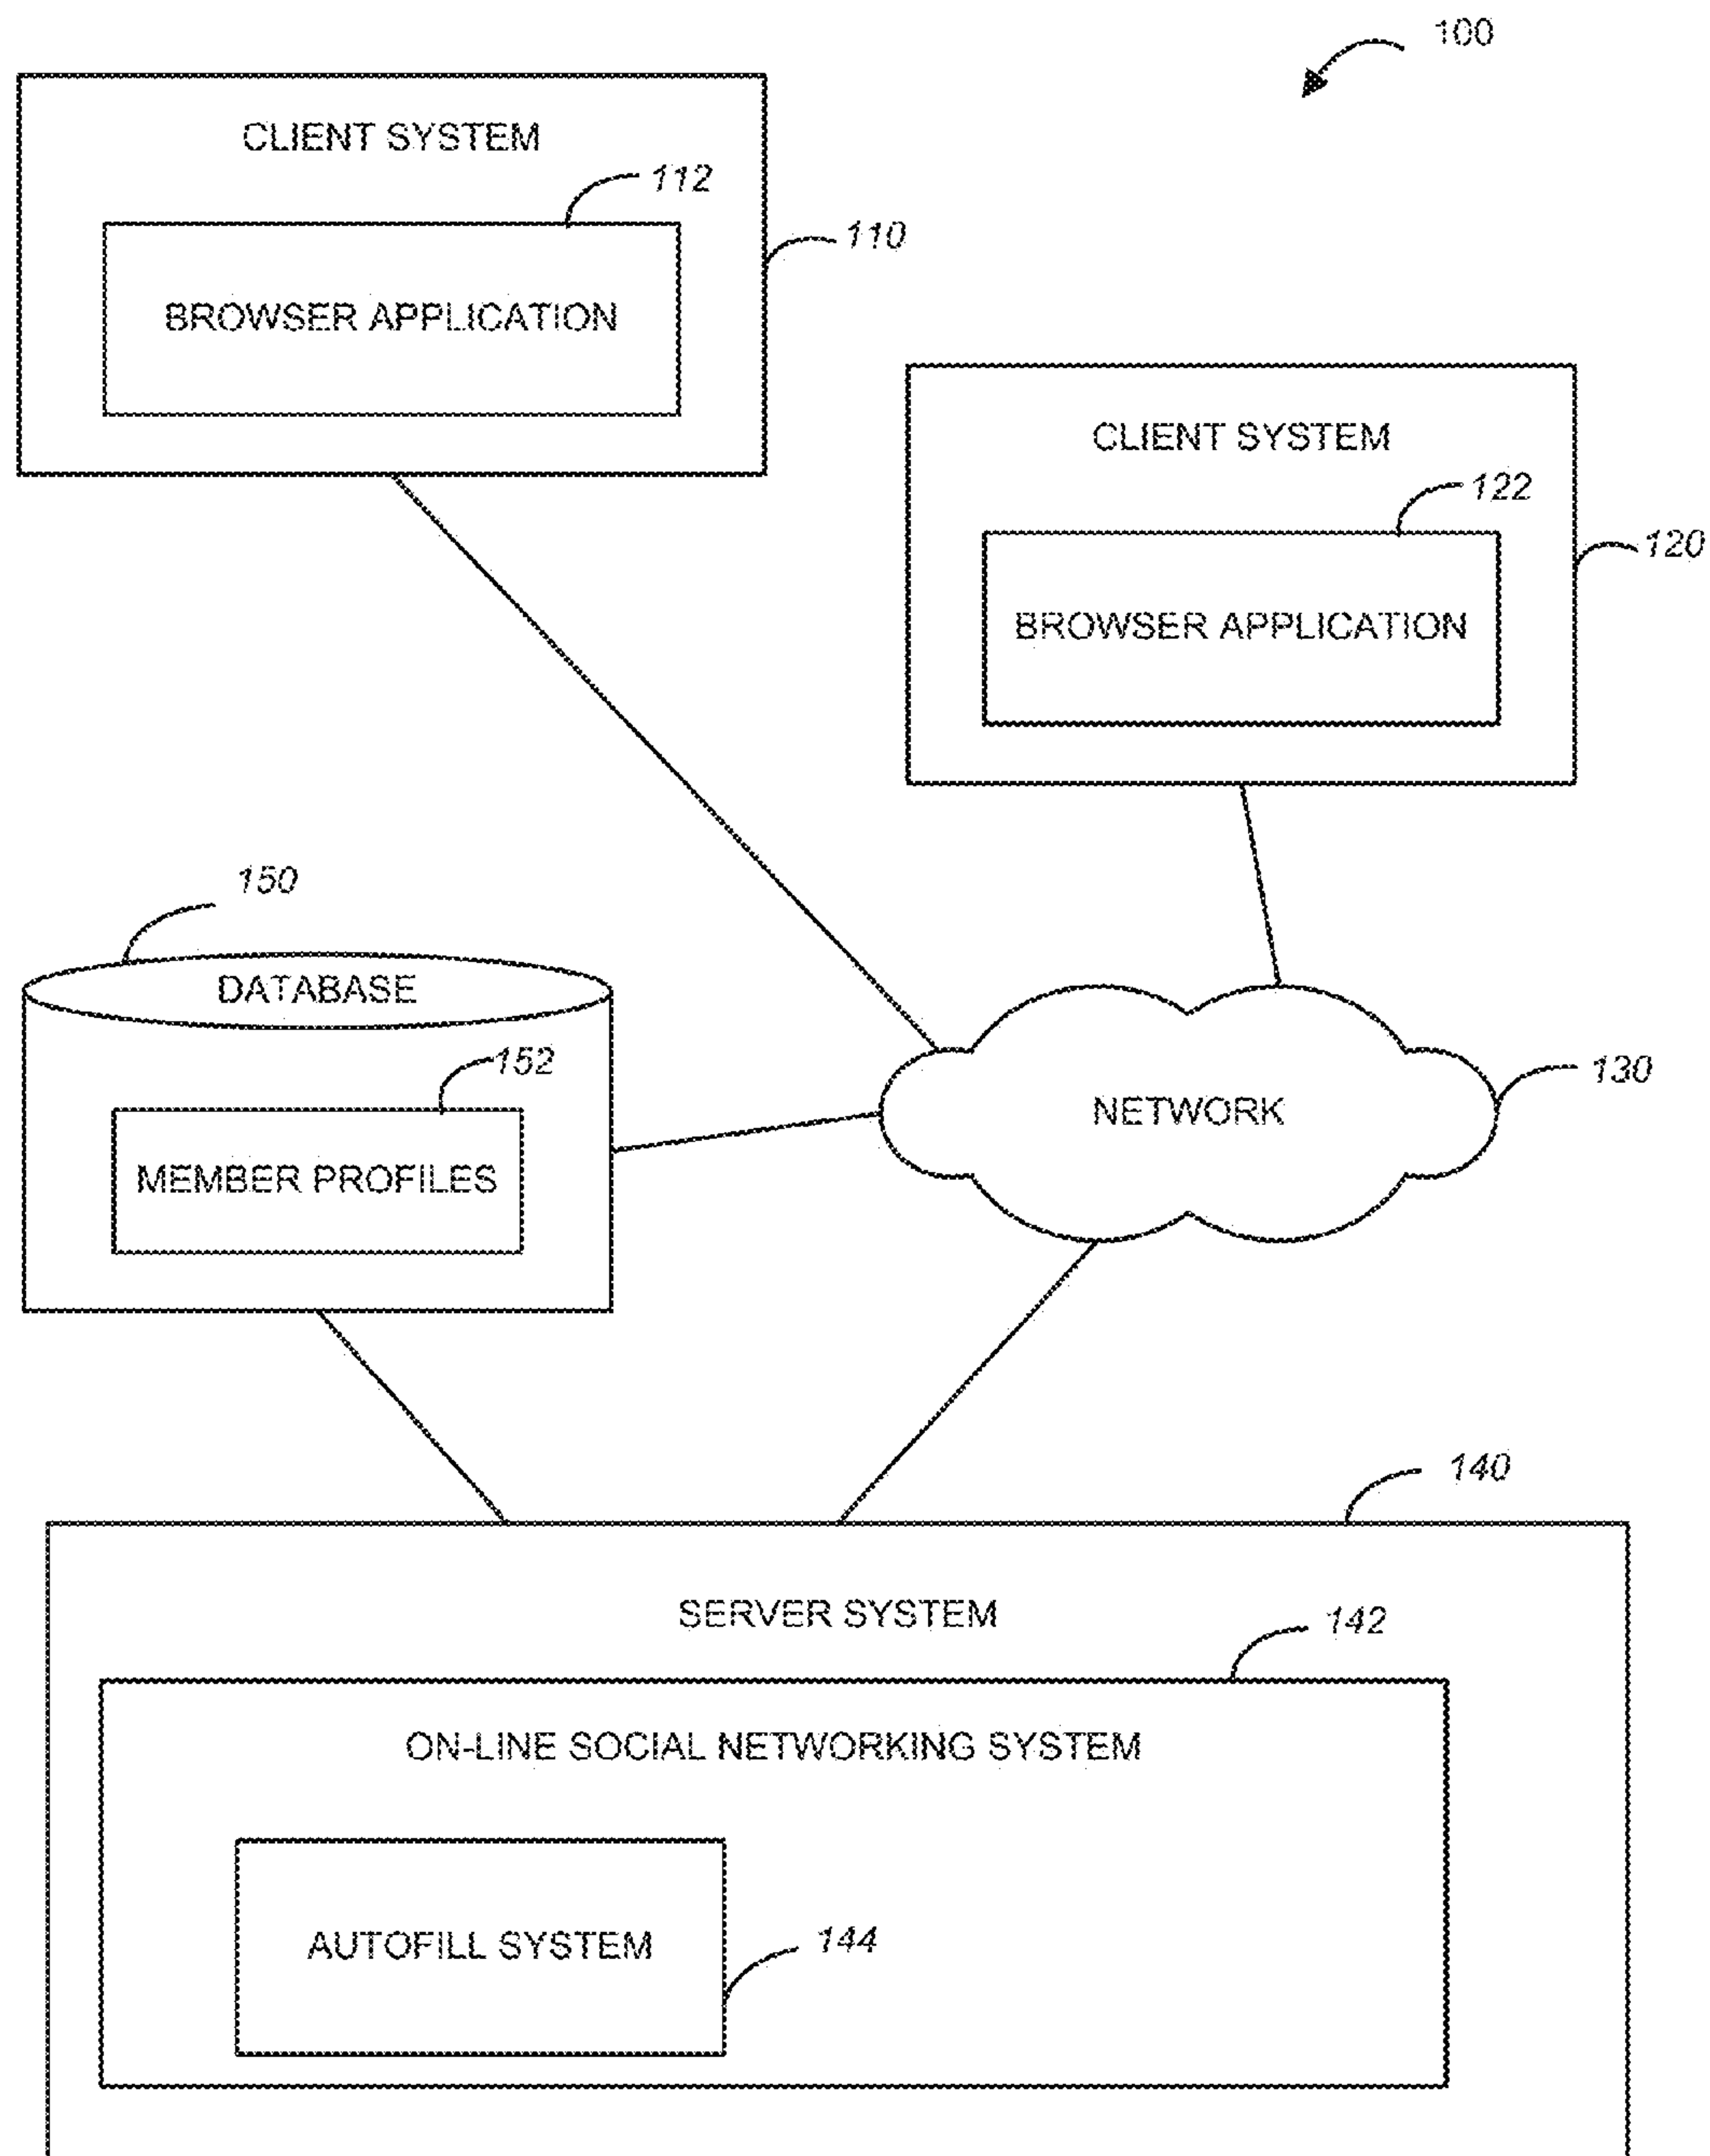 100
CLIENT SYSTEM
112
110
BROWSER APPLICATION
CLIENT SYSTEM
122
120
BROWSER APPLICATION
150
DATABASE
152
MEMBER PROFILES
NETWORK
130
140
SERVER SYSTEM
142
ON-LINE SOCIAL NETWORKING SYSTEM
AUTOFILL SYSTEM
144